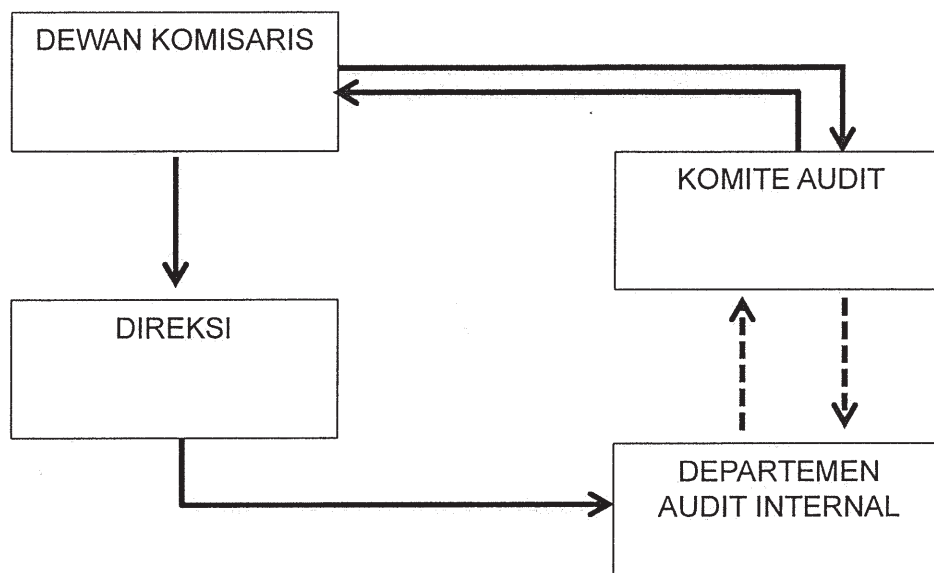 DEWAN KOMISARIS
KOMITE AUDIT
DIREKSI
DEPARTEMEN
AUDIT INTERNAL